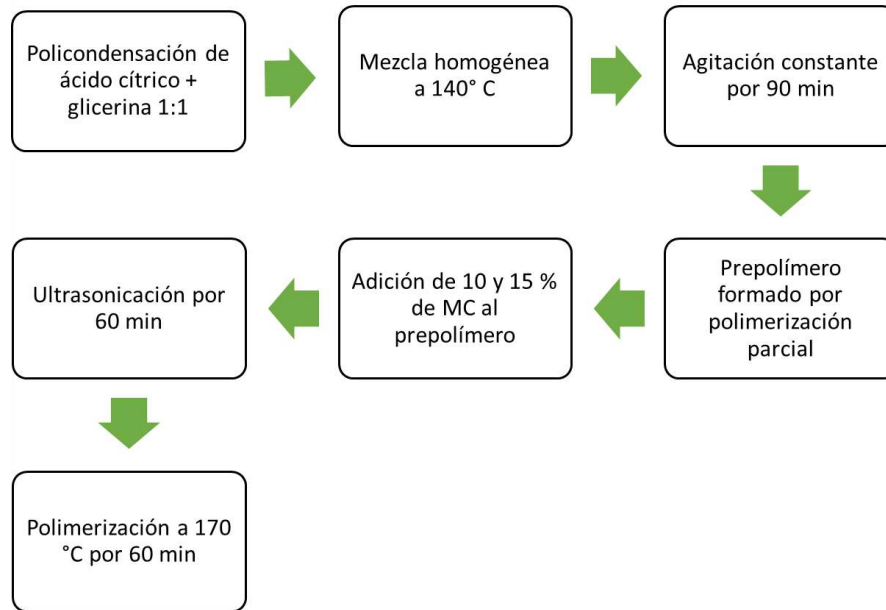 Policondensación de
ácido cítrico +
glicerina 1:1
Mezcla homogénea
a 140° C
Agitación constante
por 90 min
Prepolímero
formado por
polimerización
parcial
Adición de 10 y 15 %
de MC al
prepolímero
Ultrasonicación por
60 min
Polimerización a 170
°C por 60 min